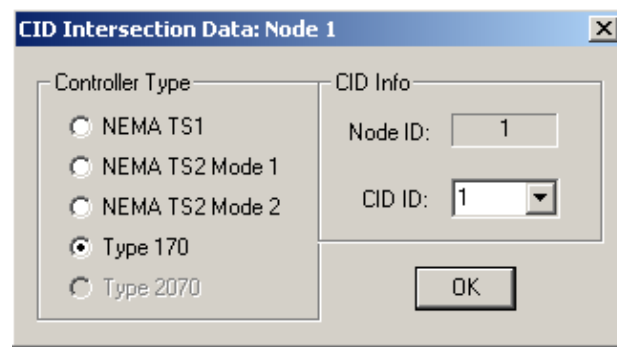 CID Intersection Data: Node 1
Controller Type
NEMA TS1
NEMA TS2 Mode 1
NEMA TS2 Mode 2
Type 170
Type 2070
CID Info
Node ID: 1
CID ID: 1
OK